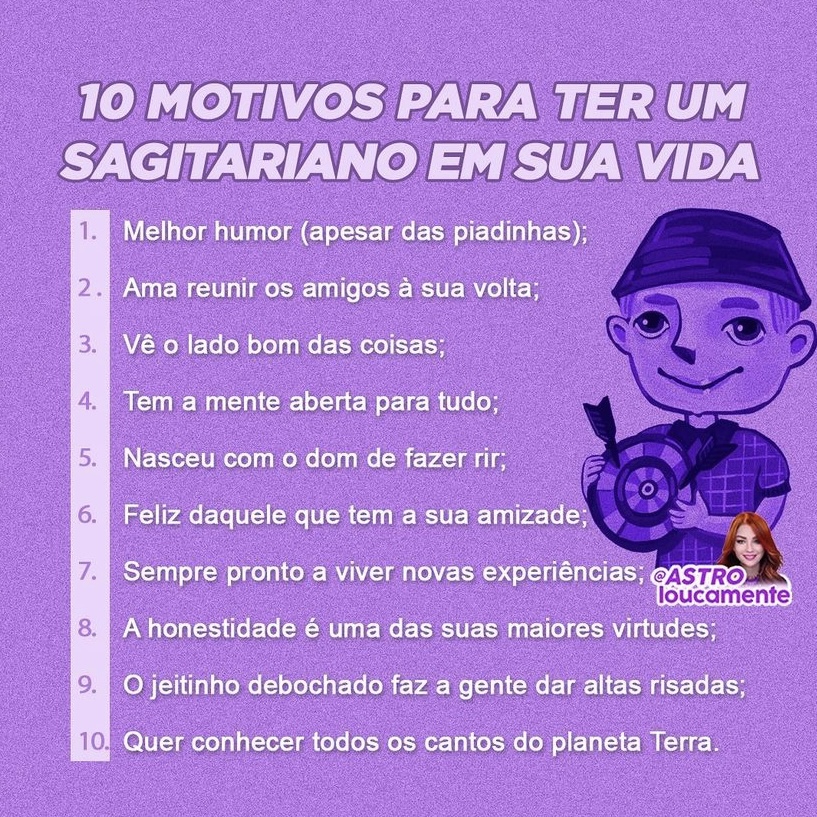 10 MOTIVOS PARA TER UM
SAGITARIANO EM SUA VIDA
1. Melhor humor (apesar das piadinhas);
2. Ama reunir os amigos à sua volta;
3. Vê o lado bom das coisas;
4. Tem a mente aberta para tudo;
5. Nasceu com o dom de fazer rir;
6. Feliz daquele que tem a sua amizade;
7. Sempre pronto a viver novas experiências;
@ASTRO
loucamente
8. A honestidade é uma das suas maiores virtudes;
9. O jeitinho debochado faz a gente dar altas risadas;
10. Quer conhecer todos os cantos do planeta Terra.